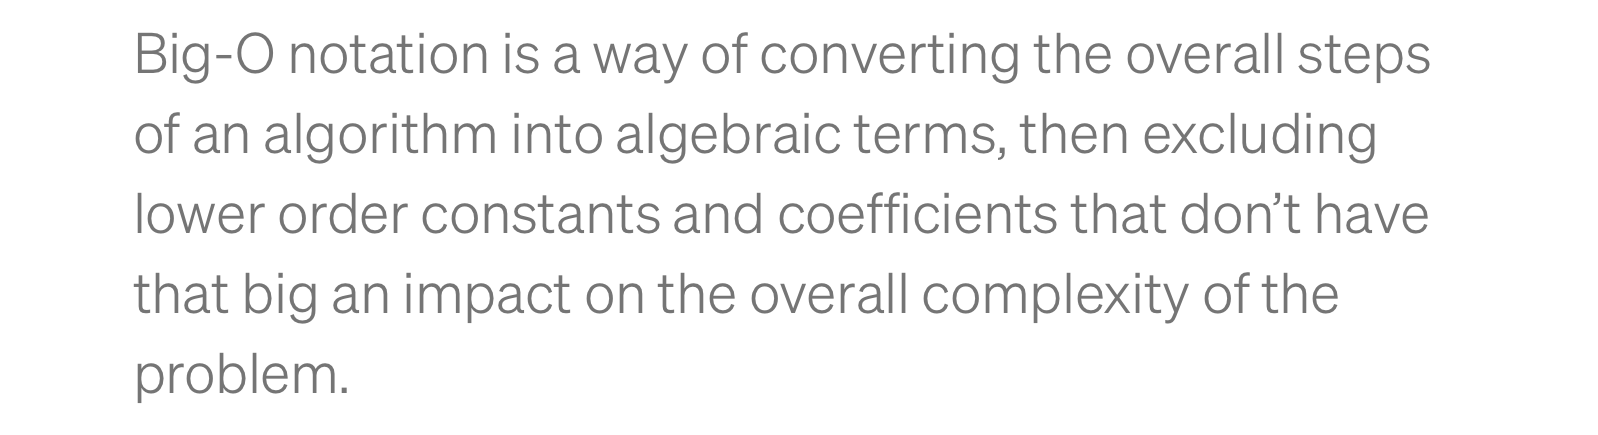 Big-O notation is a way of converting the overall steps
of an algorithm into algebraic terms, then excluding
lower order constants and coefficients that don’t have
that big an impact on the overall complexity of the
problem.